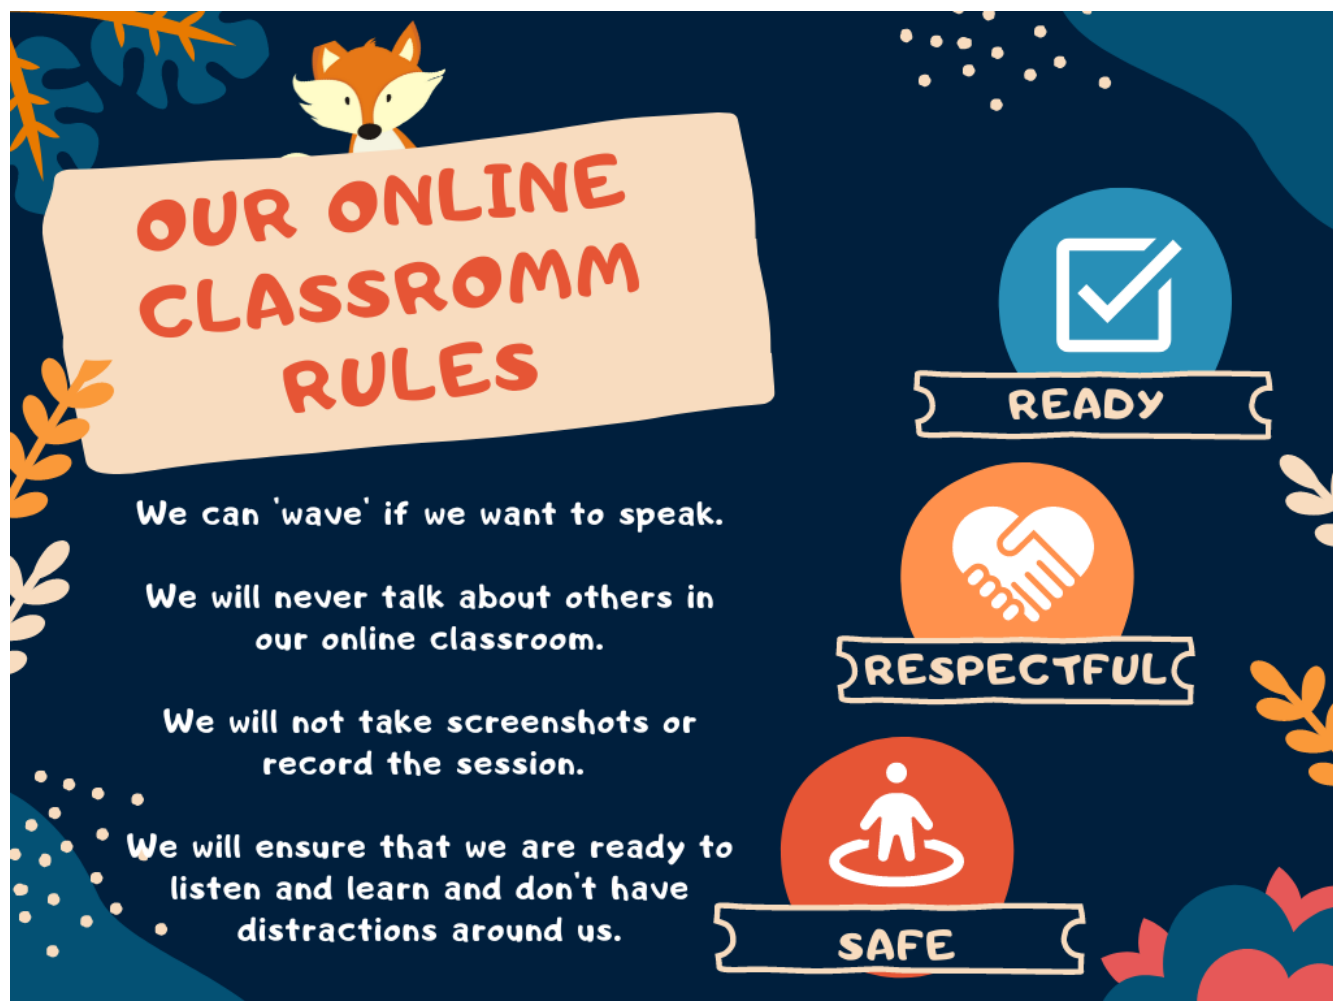 OUR ONLINE
CLASSROMM
RULES
We can 'wave' if we want to speak.
We will never talk about others in
our online classroom.
We will not take screenshots or
record the session.
We will ensure that we are ready to
listen and learn and don't have
distractions around us.
READY
RESPECTFUL
SAFE